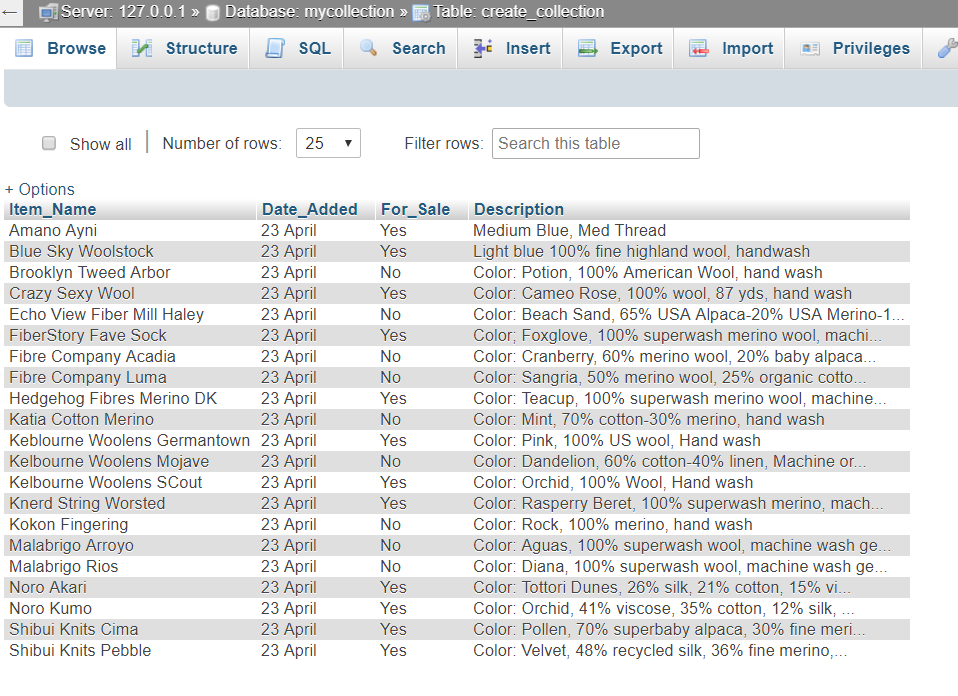 ← Server: 127.0.0.1 » Database: mycollection » Table: create_collection
Browse Structure SQL Search Insert Export Import Privileges
Show all Number of rows: 25 ▼ Filter rows: Search this table
+ Options
Item_Name Date_Added For_Sale Description
Amano Ayni 23 April Yes Medium Blue, Med Thread
Blue Sky Woolstock 23 April Yes Light blue 100% fine highland wool, handwash
Brooklyn Tweed Arbor 23 April No Color: Potion, 100% American Wool, hand wash
Crazy Sexy Wool 23 April Yes Color: Cameo Rose, 100% wool, 87 yds, hand wash
Echo View Fiber Mill Haley 23 April No Color: Beach Sand, 65% USA Alpaca-20% USA Merino-1...
FiberStory Fave Sock 23 April Yes Color; Foxglove, 100% superwash merino wool, machi...
Fibre Company Acadia 23 April No Color: Cranberry, 60% merino wool, 20% baby alpaca...
Fibre Company Luma 23 April No Color: Sangria, 50% merino wool, 25% organic cotto...
Hedgehog Fibres Merino DK 23 April Yes Color: Teacup, 100% superwash merino wool, machine...
Katia Cotton Merino 23 April No Color: Mint, 70% cotton-30% merino, hand wash
Keblourne Woolens Germantown 23 April Yes Color: Pink, 100% US wool, Hand wash
Kelbourne Woolens Mojave 23 April No Color: Dandelion, 60% cotton-40% linen, Machine or...
Kelbourne Woolens SCout 23 April Yes Color: Orchid, 100% Wool, Hand wash
Knerd String Worsted 23 April Yes Color: Rasperry Beret, 100% superwash merino, mach...
Kokon Fingering 23 April No Color: Rock, 100% merino, hand wash
Malabrigo Arroyo 23 April No Color: Aguas, 100% superwash wool, machine wash ge...
Malabrigo Rios 23 April No Color: Diana, 100% superwash wool, machine wash ge...
Noro Akari 23 April Yes Color: Tottori Dunes, 26% silk, 21% cotton, 15% vi...
Noro Kumo 23 April Yes Color: Orchid, 41% viscose, 35% cotton, 12% silk, ...
Shibui Knits Cima 23 April Yes Color: Pollen, 70% superbaby alpaca, 30% fine meri...
Shibui Knits Pebble 23 April Yes Color: Velvet, 48% recycled silk, 36% fine merino,...